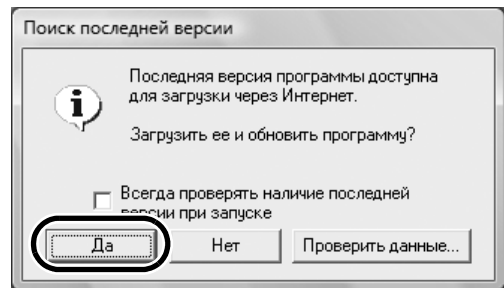 Поиск последней версии
Последняя версия программы доступна
для загрузки через Интернет.
Загрузить ее и обновить программу?
Всегда проверять наличие последней
версии при запуске
Да Нет Проверить данные...